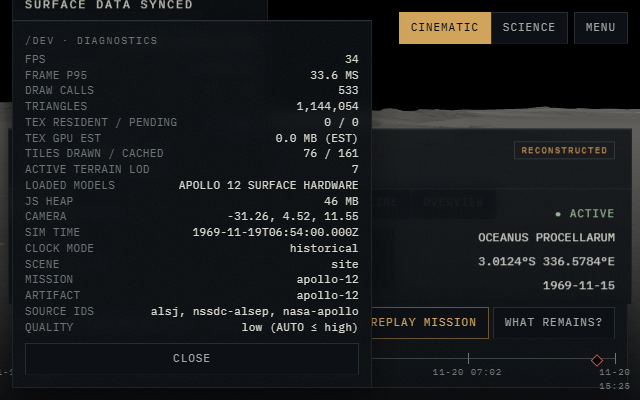 SURFACE DATA SYNCED
CINEMATIC
SCIENCE
MENU
/DEV · DIAGNOSTICS
FPS 34
FRAME P95 33.6 MS
DRAW CALLS 533
TRIANGLES 1,144,054
TEX RESIDENT / PENDING 0 / 0
TEX GPU EST 0.0 MB (EST)
TILES DRAWN / CACHED 76 / 161
ACTIVE TERRAIN LOD 7
LOADED MODELS APOLLO 12 SURFACE HARDWARE
JS HEAP 46 MB
CAMERA -31.26, 4.52, 11.55
SIM TIME 1969-11-19T06:54:00.000Z
CLOCK MODE historical
SCENE site
MISSION apollo-12
ARTIFACT apollo-12
SOURCE IDS alsj, nssdc-alsep, nasa-apollo
QUALITY low (AUTO ≤ high)
CLOSE
RECONSTRUCTED
OVERVIEW
● ACTIVE
OCEANUS PROCELLARUM
3.0124°S 336.5784°E
1969-11-15
REPLAY MISSION
WHAT REMAINS?
11-20 07:02
11-20
15:25